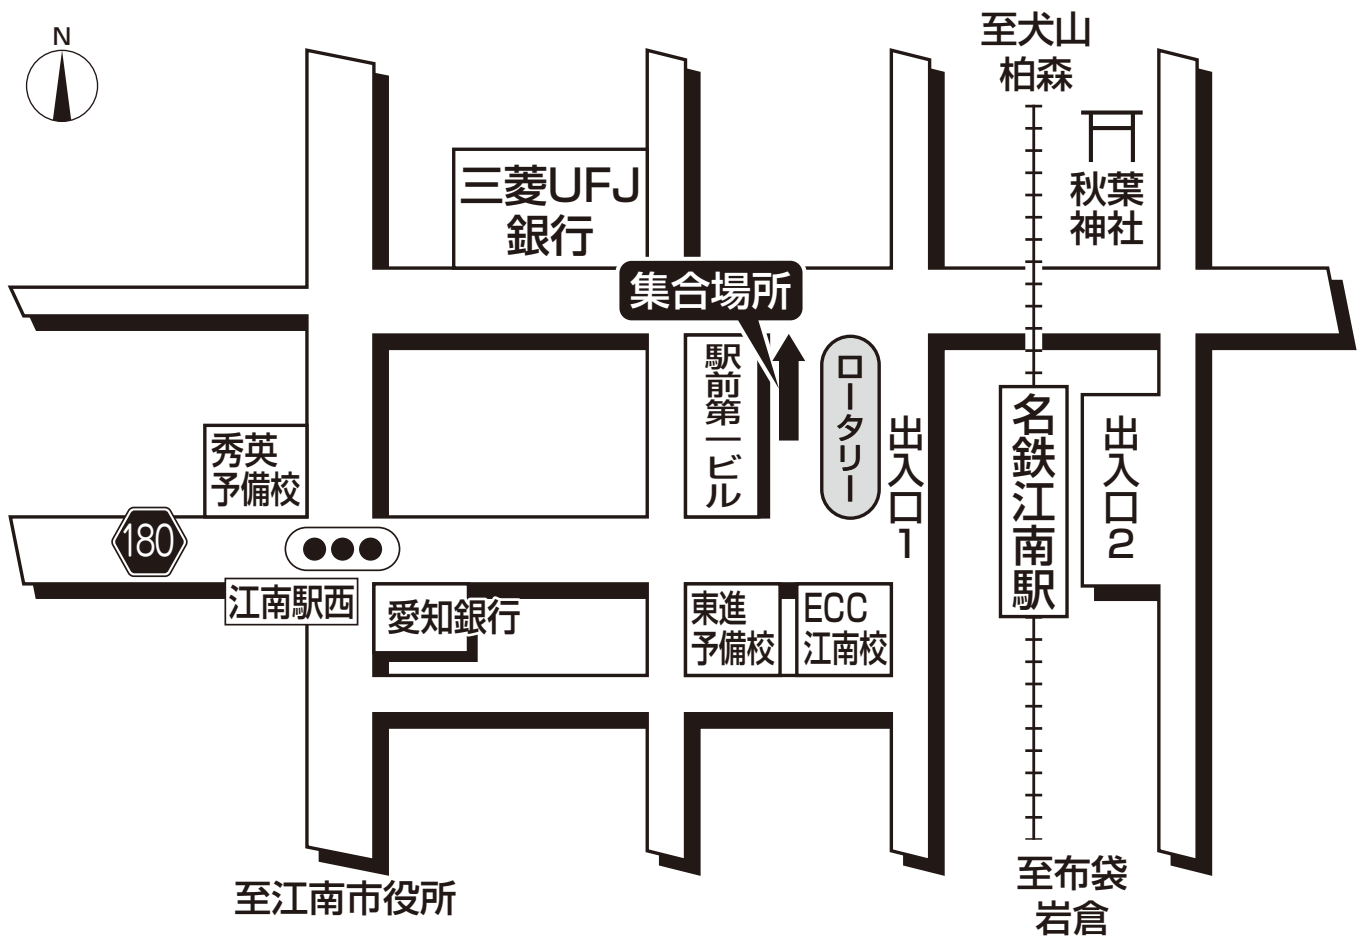 N
至犬山
柏森
秋葉
神社
三菱UFJ
銀行
集合場所
駅前第一ビル
ロータリー
出入口1
名鉄江南駅
出入口2
秀英
予備校
180
江南駅西
愛知銀行
東進
予備校
ECC
江南校
至江南市役所
至布袋
岩倉